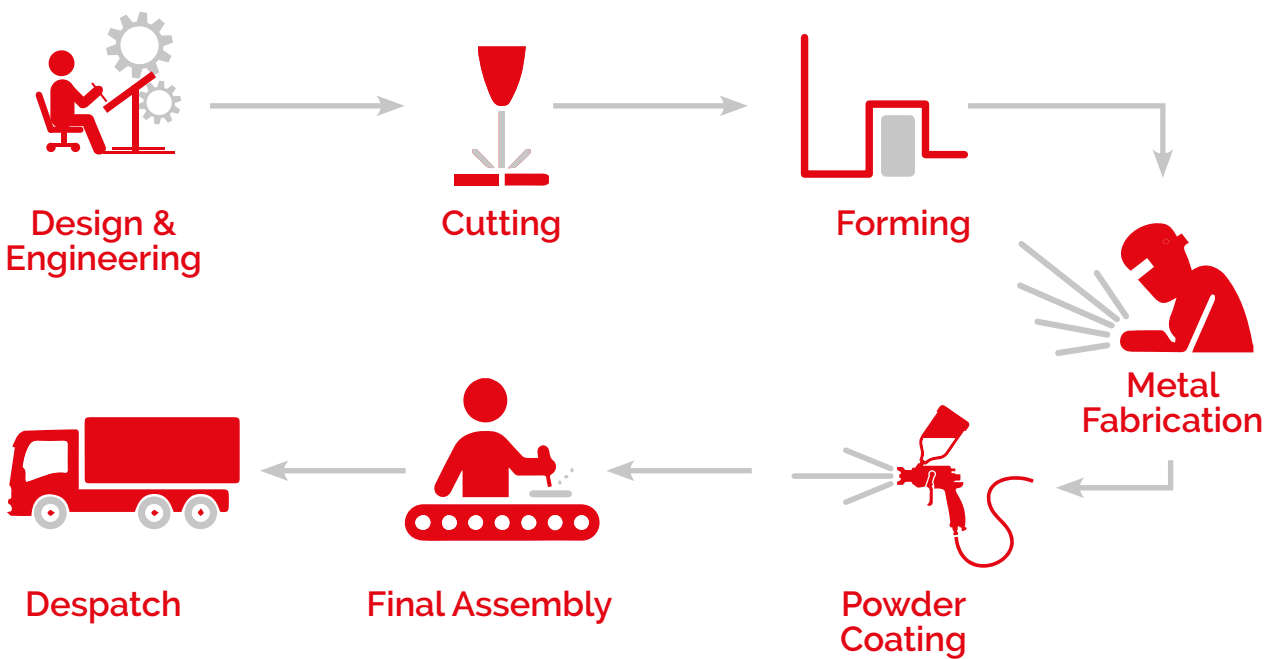 Design &
Engineering
Cutting
Forming
Metal
Fabrication
Despatch
Final Assembly
Powder
Coating